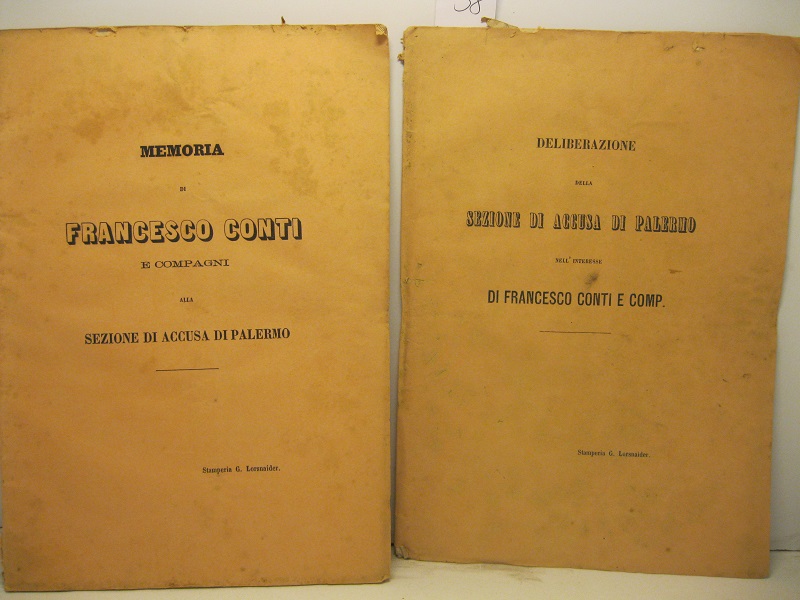 MEMORIA
DI
FRANCESCO CONTI
E COMPAGNI
ALLA
SEZIONE DI ACCUSA DI PALERMO
Stamperia G. Lorsnaider.
38
DELIBERAZIONE
DELLA
SEZIONE DI ACCUSA DI PALERMO
NELL' INTERESSE
DI FRANCESCO CONTI E COMP.
Stamperia G. Lorsnaider.